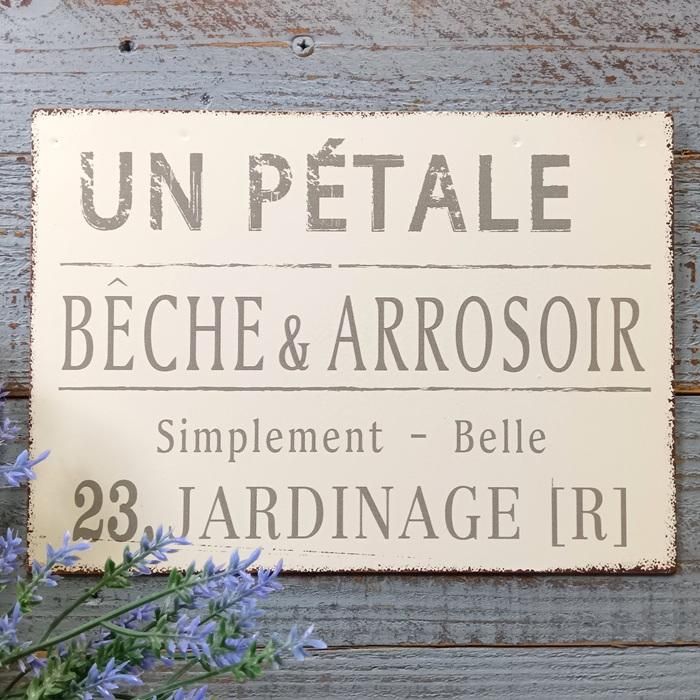 UN PÉTALE
BÊCHE & ARROSOIR
Simplement - Belle
23, JARDINAGE [R]